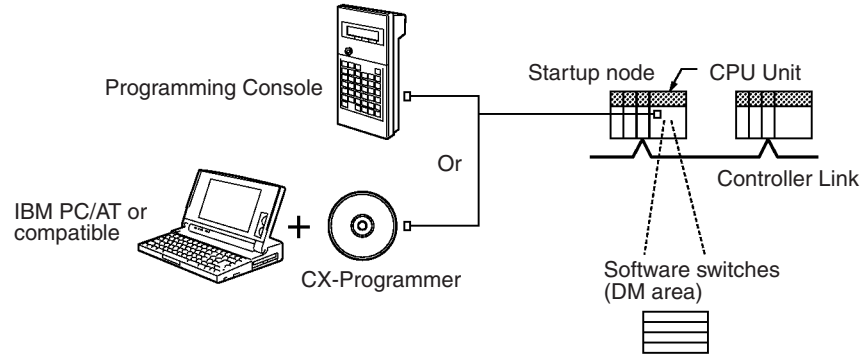 Startup node
CPU Unit
Programming Console
Or
Controller Link
IBM PC/AT or
compatible
+
CX-Programmer
Software switches
(DM area)